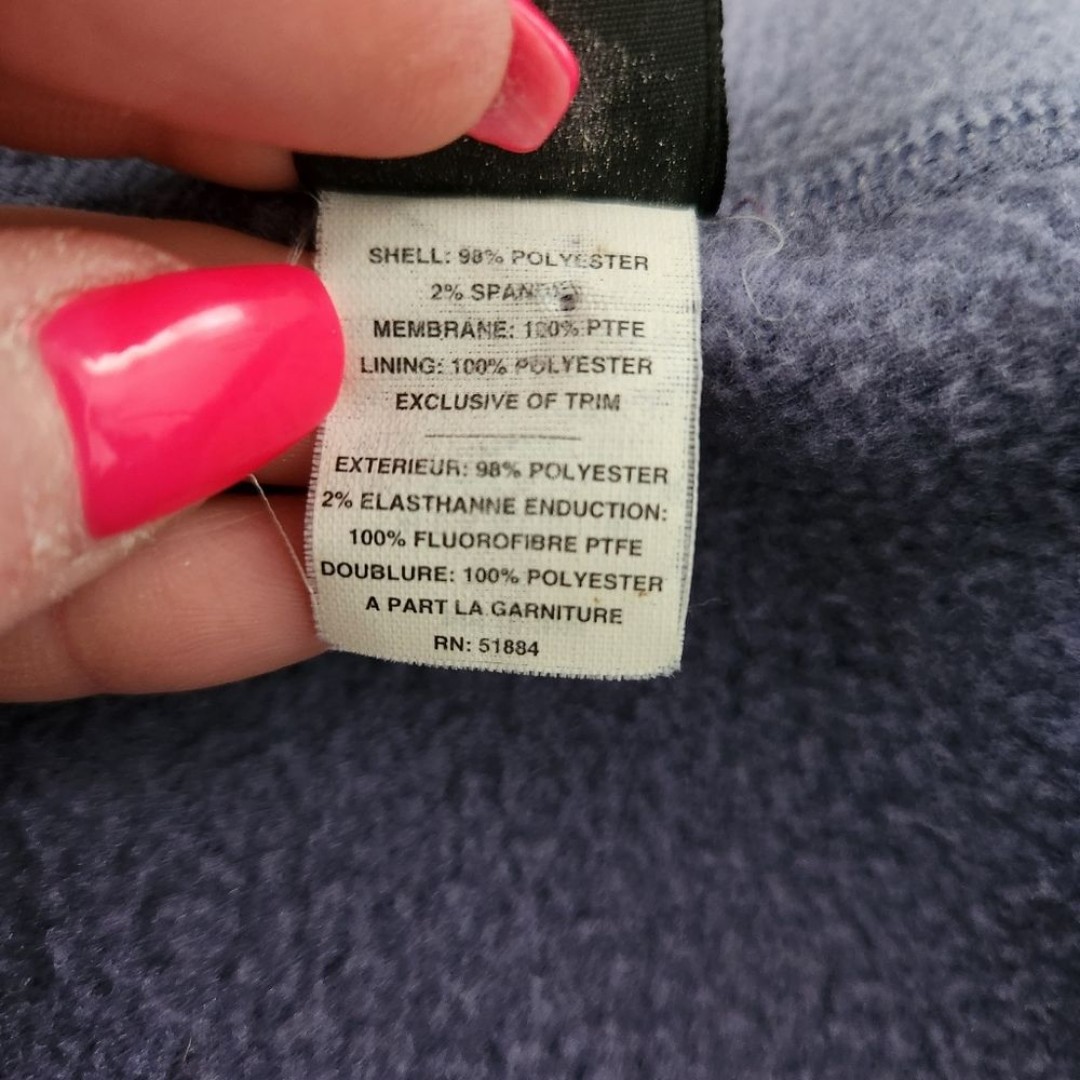 SHELL: 98% POLYESTER
2%
MEMBRANE: 100% PTFE
LINING: 100% POLYESTER
EXCLUSIVE OF TRIM
EXTERIEUR: 98% POLYESTER
2% ELASTHANNE ENDUCTION:
100% FLUOROFIBRE PTFE
DOUBLURE: 100% POLYESTER
A PART LA GARNITURE
RN: 51884